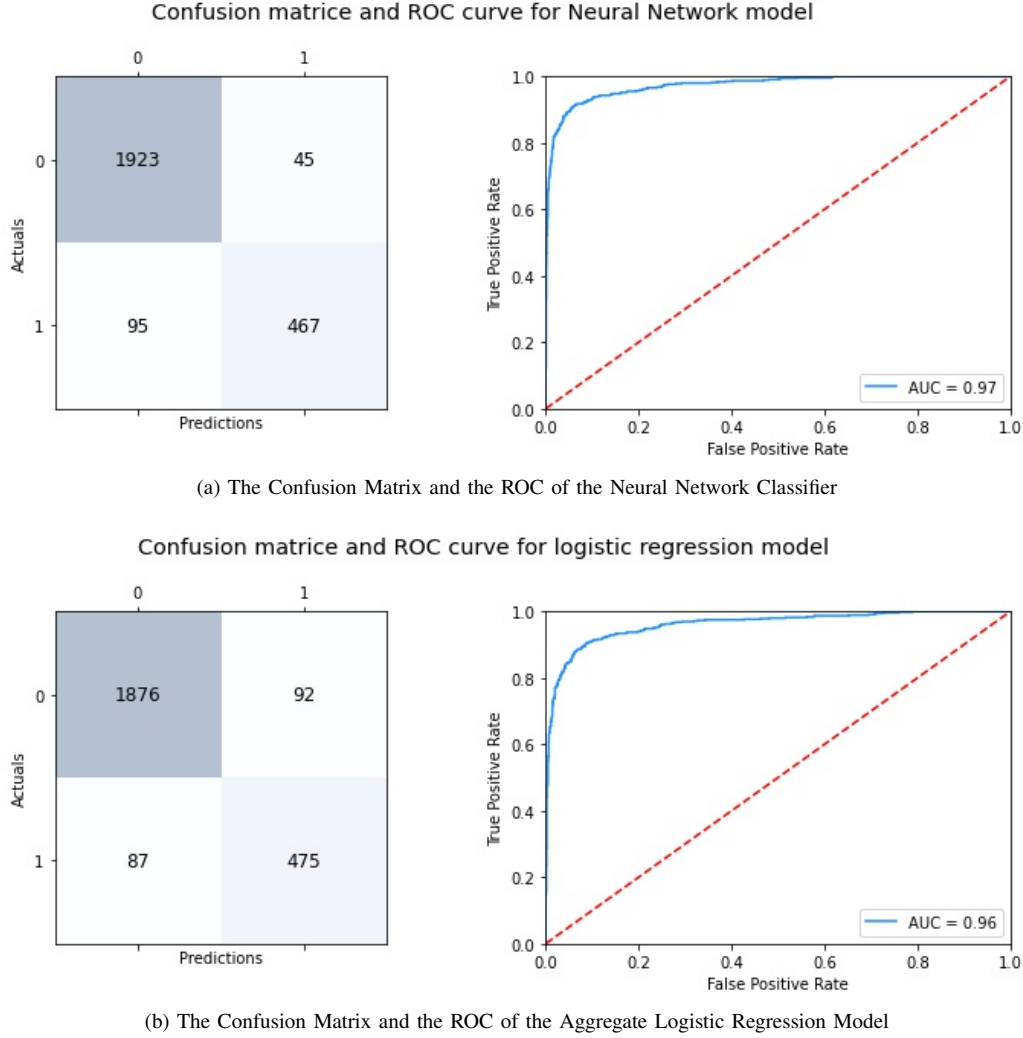 Confusion matrice and ROC curve for Neural Network model
0 1
0
1923 45
Actuals
1
95 467
Predictions
1.0
0.8
0.6
0.4
0.2
0.0
True Positive Rate
AUC = 0.97
0.0 0.2 0.4 0.6 0.8 1.0
False Positive Rate
(a) The Confusion Matrix and the ROC of the Neural Network Classifier
Confusion matrice and ROC curve for logistic regression model
0 1
0
1876 92
Actuals
1
87 475
Predictions
1.0
0.8
0.6
0.4
0.2
0.0
True Positive Rate
AUC = 0.96
0.0 0.2 0.4 0.6 0.8 1.0
False Positive Rate
(b) The Confusion Matrix and the ROC of the Aggregate Logistic Regression Model